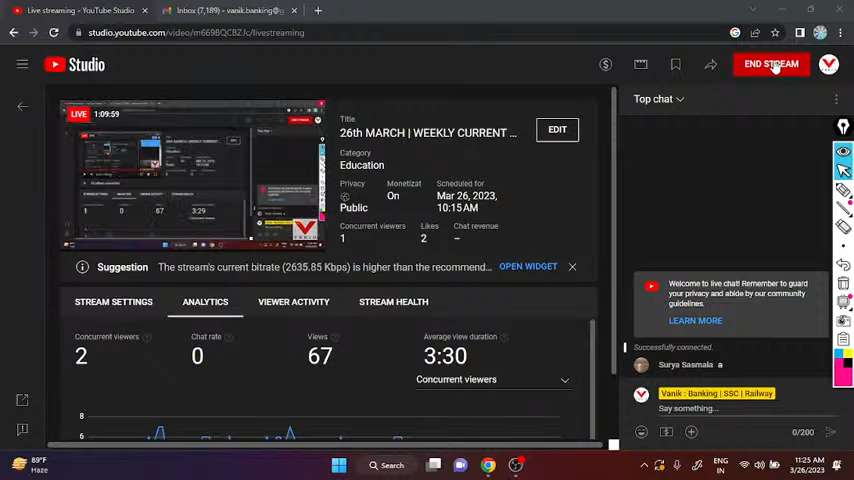 Live streaming - YouTube Studio
Inbox (7,189) - vanik.banking@g
studio.youtube.com/video/m669BQCBZJc/livestreaming
Studio
END STREAM
LIVE 1:09:59
Title
26th MARCH | WEEKLY CURRENT ...
EDIT
Category
Education
Privacy
Monetizat
Scheduled for
Public
On
Mar 26, 2023,
10:15 AM
Concurrent viewers
Likes
Chat revenue
1
2
–
Suggestion The stream's current bitrate (2635.85 Kbps) is higher than the recommend... OPEN WIDGET
STREAM SETTINGS
ANALYTICS
VIEWER ACTIVITY
STREAM HEALTH
Concurrent viewers
Chat rate
Views
Average view duration
2
0
67
3:30
Concurrent viewers
8
6
Top chat
Welcome to live chat! Remember to guard
your privacy and abide by our community
guidelines.
LEARN MORE
Successfully connected.
Surya Sasmala a
Vanik : Banking | SSC | Railway
Say something...
0/200
89°F
Haze
Search
ENG
IN
11:25 AM
3/26/2023